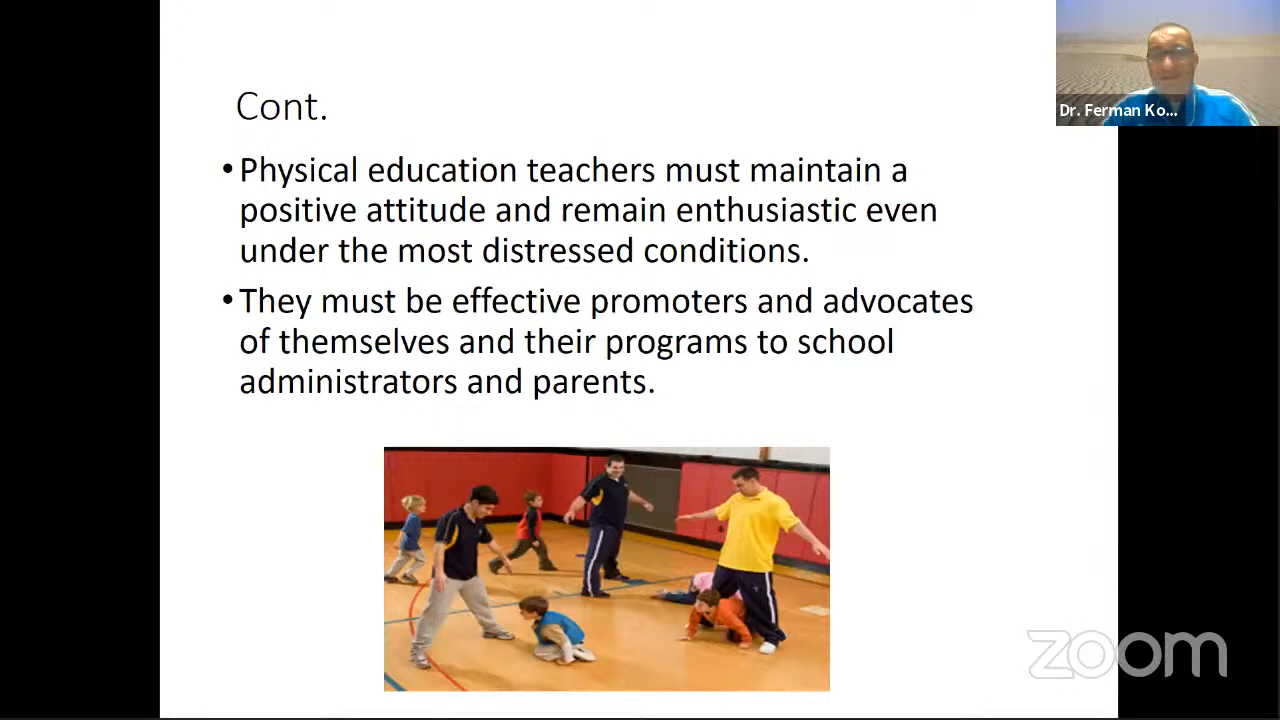 Cont.
•Physical education teachers must maintain a
positive attitude and remain enthusiastic even
under the most distressed conditions.
•They must be effective promoters and advocates
of themselves and their programs to school
administrators and parents.
Dr. Ferman Ko...
zoom